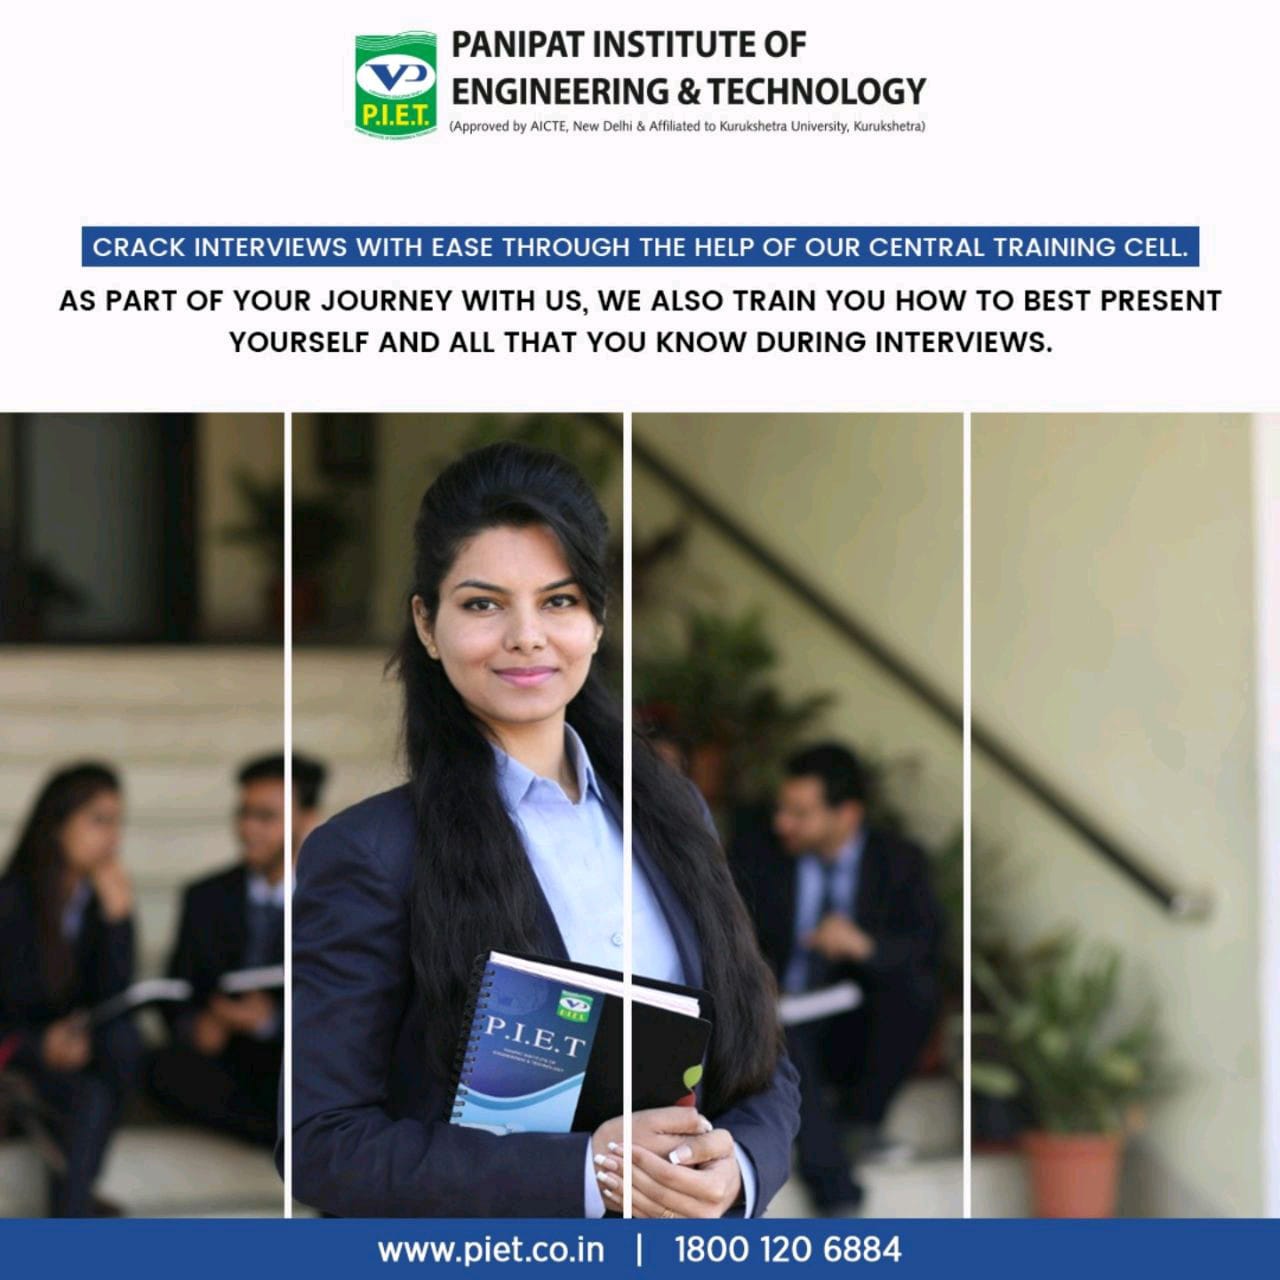 PANIPAT INSTITUTE OF
ENGINEERING & TECHNOLOGY
(Approved by AICTE, New Delhi & Affiliated to Kurukshetra University, Kurukshetra)
VP
P.I.E.T.
CRACK INTERVIEWS WITH EASE THROUGH THE HELP OF OUR CENTRAL TRAINING CELL.
AS PART OF YOUR JOURNEY WITH US, WE ALSO TRAIN YOU HOW TO BEST PRESENT
YOURSELF AND ALL THAT YOU KNOW DURING INTERVIEWS.
VP
P.I.E.T
www.piet.co.in | 1800 120 6884